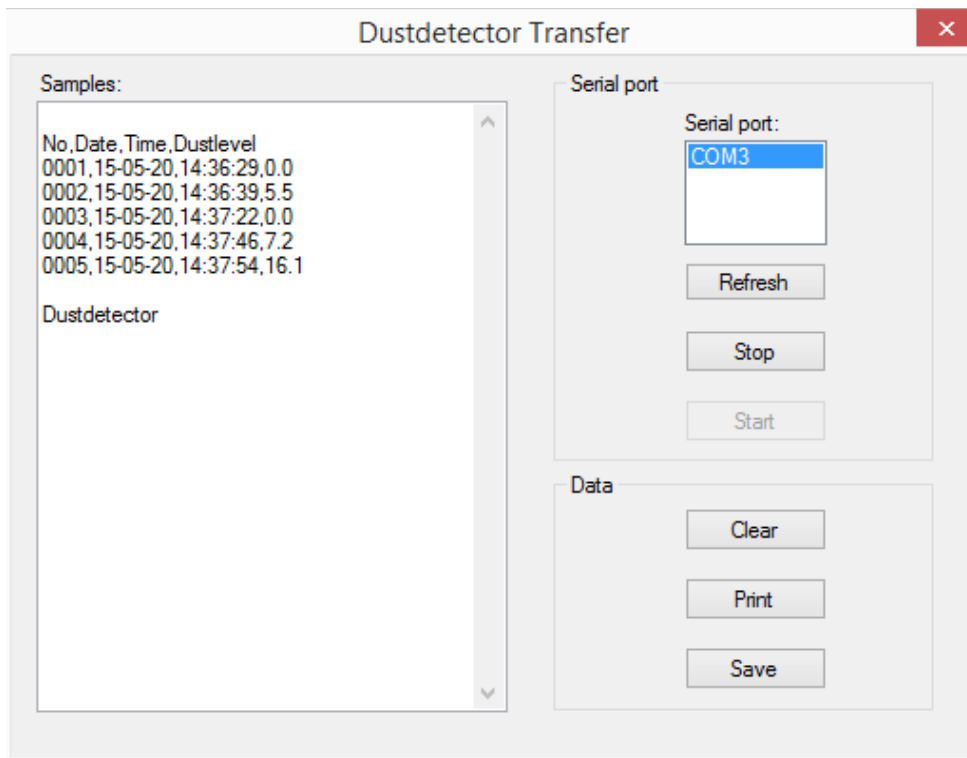 Dustdetector Transfer
Samples:
No,Date,Time,Dustlevel
0001,15-05-20,14:36:29,0.0
0002,15-05-20,14:36:39,5.5
0003,15-05-20,14:37:22,0.0
0004,15-05-20,14:37:46,7.2
0005,15-05-20,14:37:54,16.1
Dustdetector
Serial port
Serial port:
COM3
Refresh
Stop
Start
Data
Clear
Print
Save